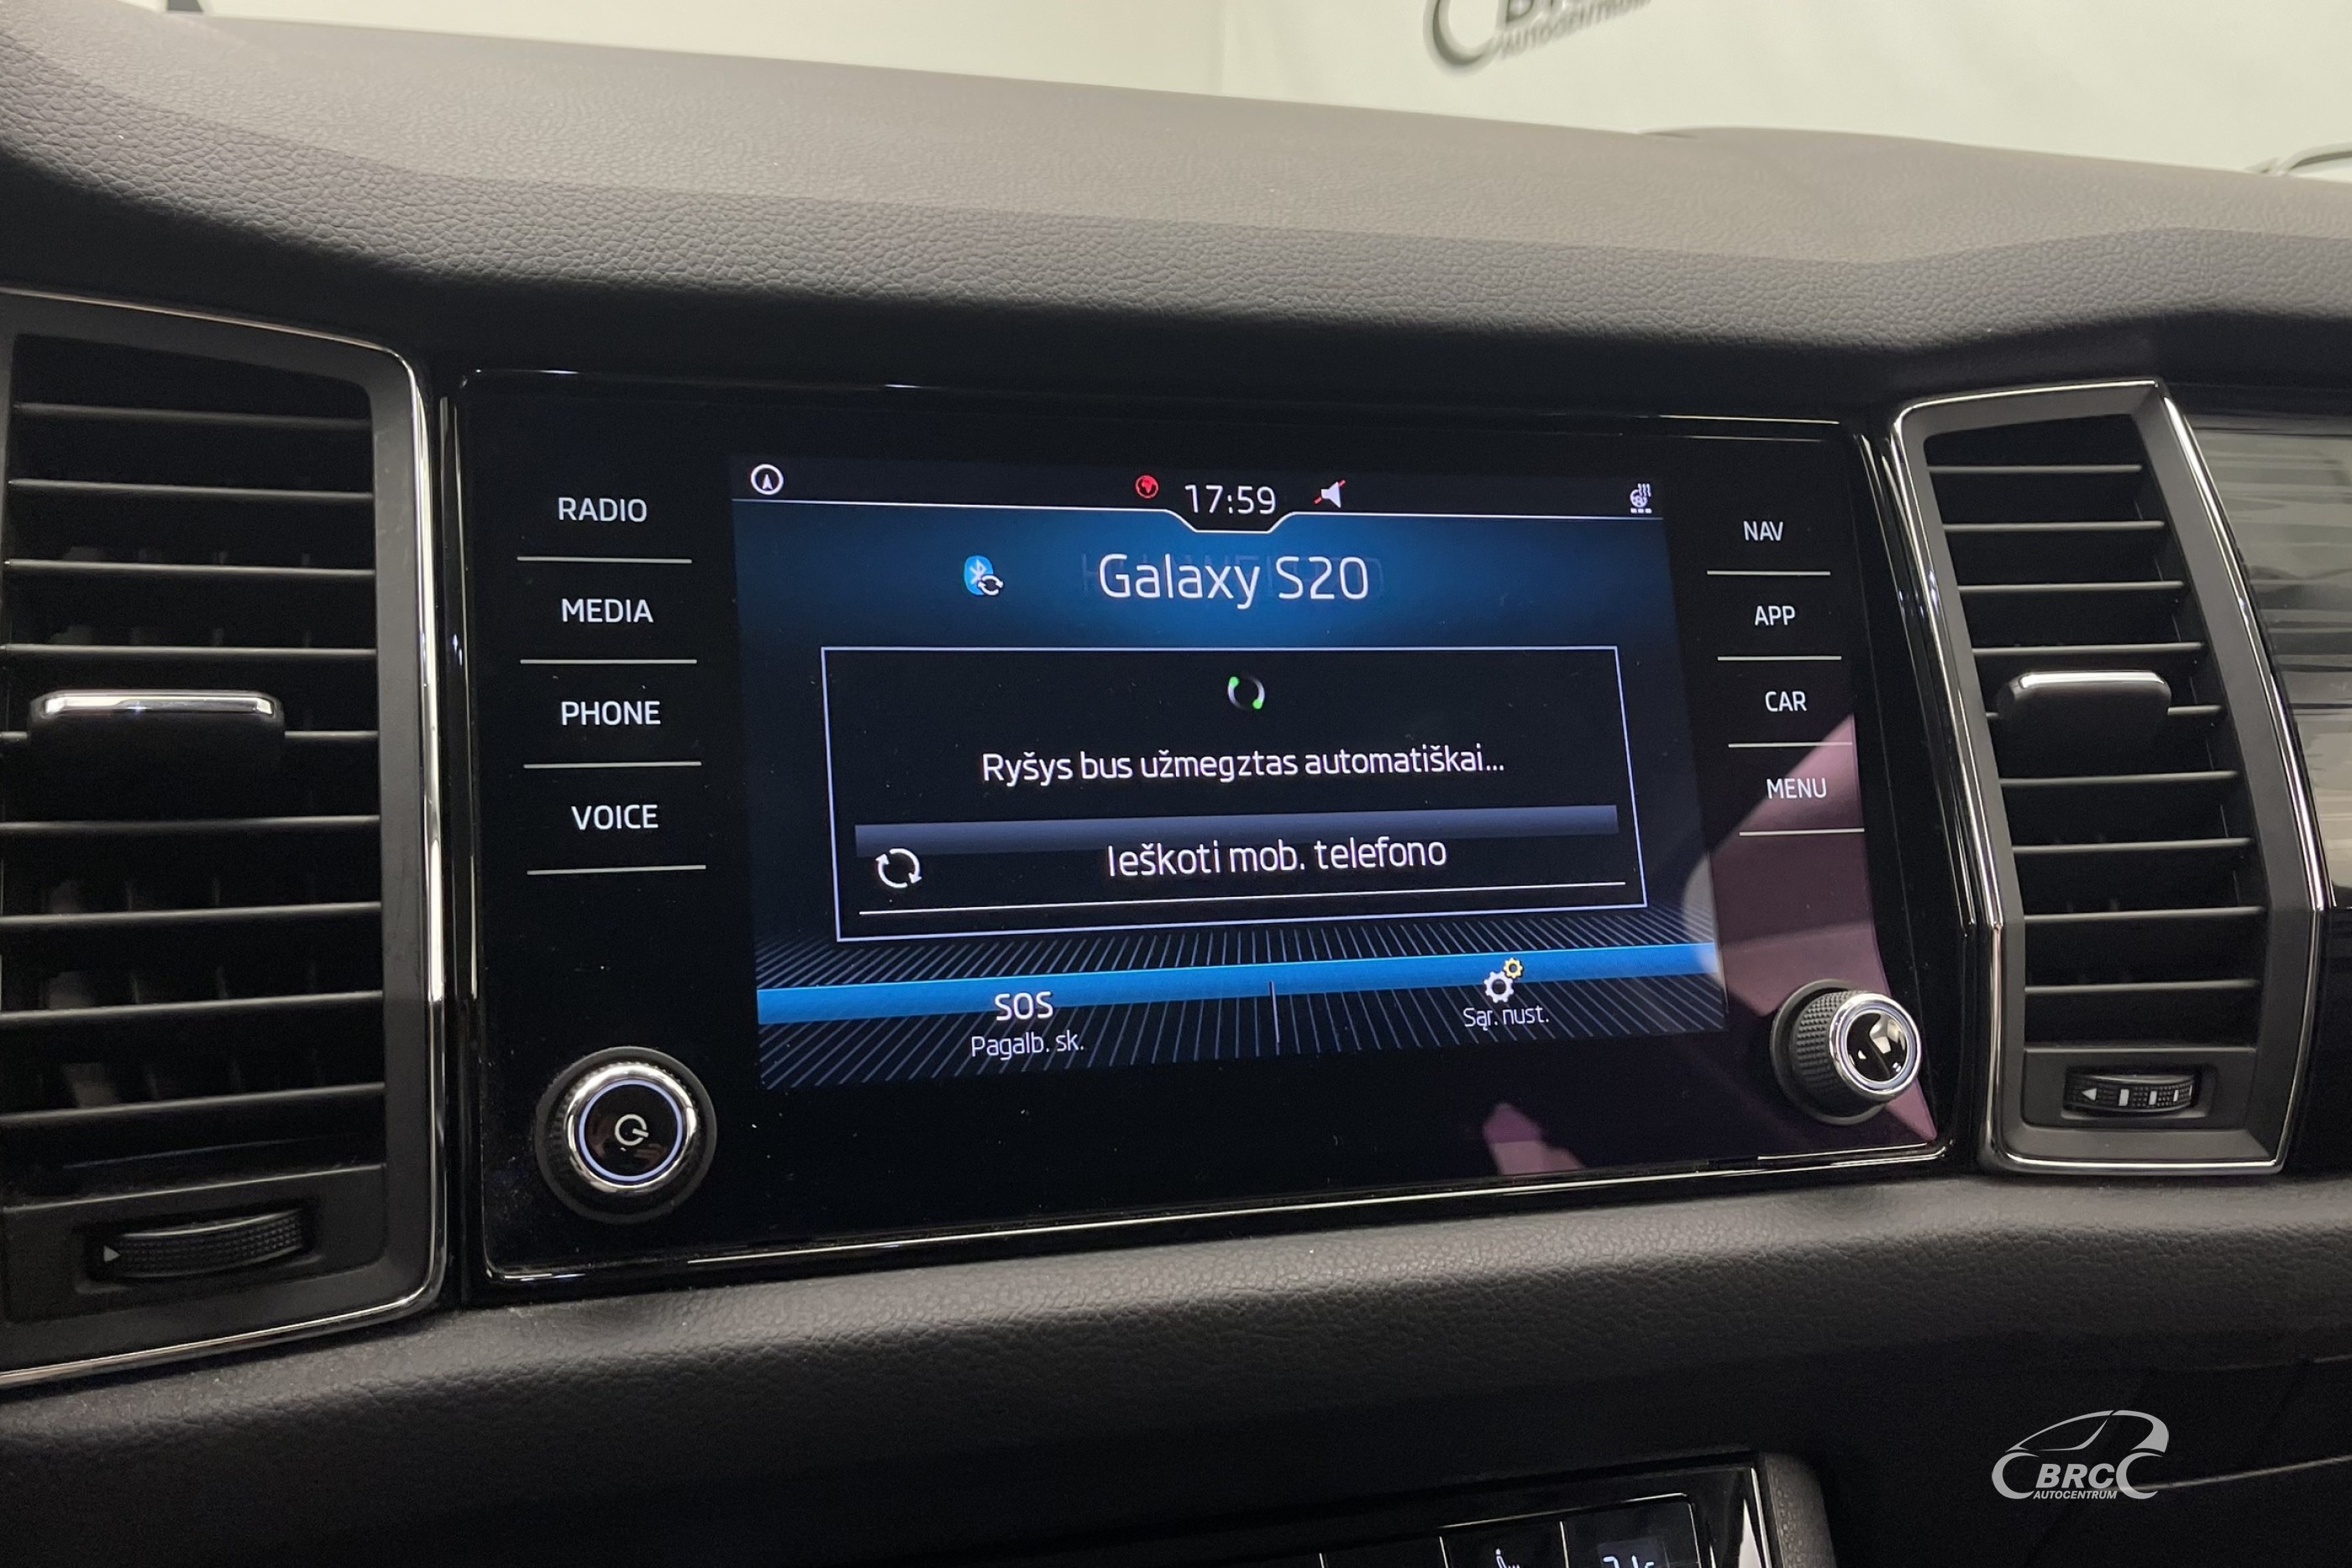 AUTOCENTRUM
RADIO
MEDIA
PHONE
VOICE
17:59
Galaxy S20
Ryšys bus užmegztas automatiškai...
Ieškoti mob. telefono
SOS
Pagalb. sk.
Sąr. nust.
NAV
APP
CAR
MENU
BRC
AUTOCENTRUM